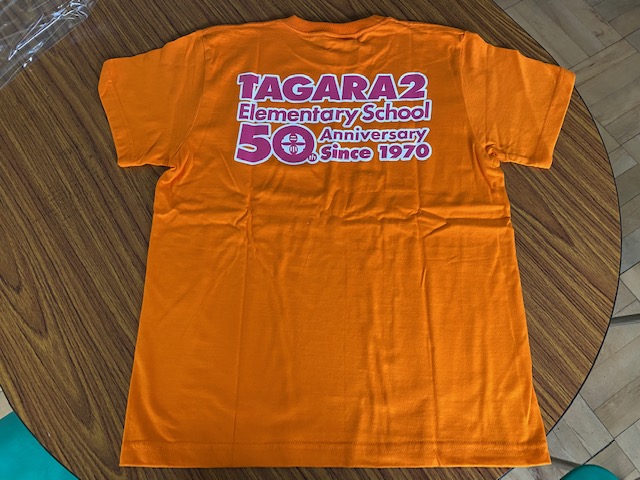 TAGARA2
Elementary School
50th Anniversary
Since 1970